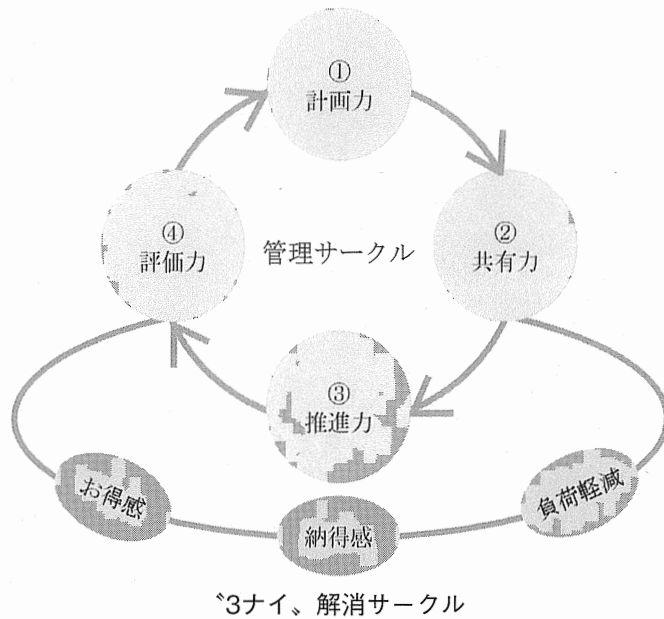 ①
計画力
④
評価力
管理サークル
②
共有力
③
推進力
お得感
納得感
負荷軽減
〝3ナイ〟解消サークル